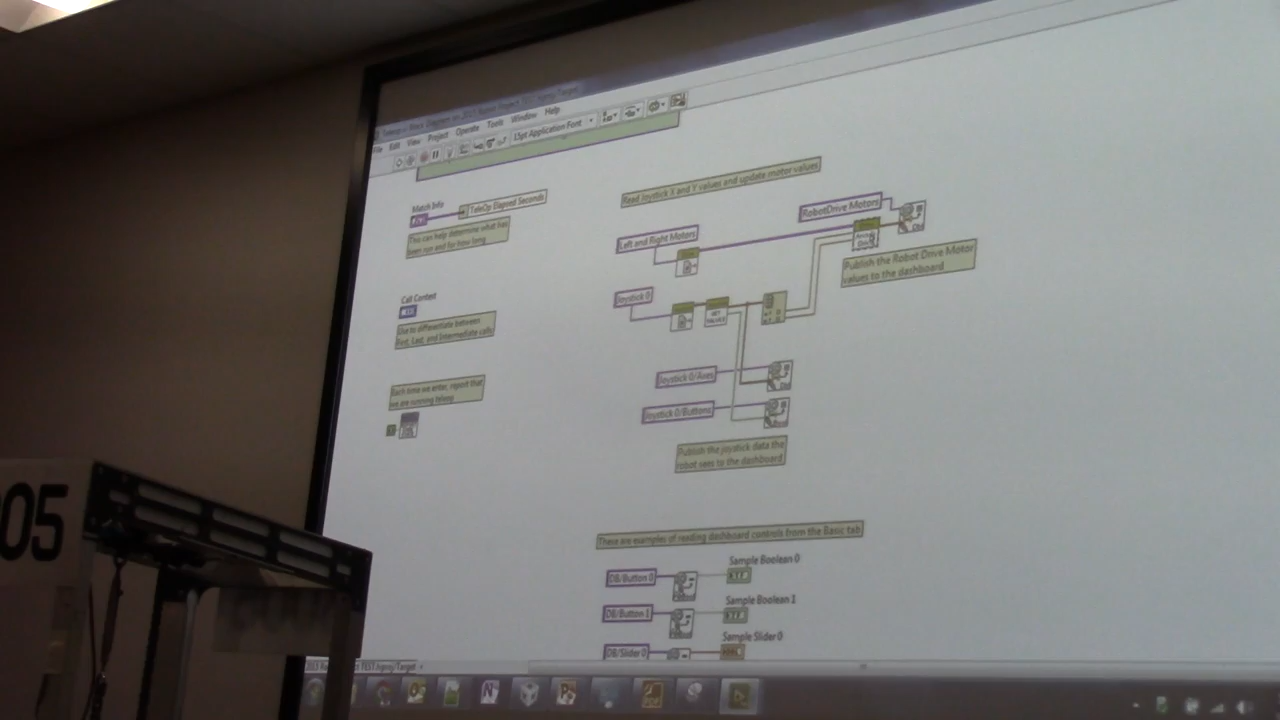 File Edit View Project Operate Tools Window Help
15pt Application Font
Match Info
TeleOp Elapsed Seconds
This can help determine what has
been run and for how long
Call Context
Use to differentiate between
First, Last, and Intermediate calls
Each time we enter, report that
we are running teleop
Read Joystick X and Y values and update motor values
RobotDrive Motors
Left and Right Motors
Publish the Robot Drive Motor
values to the dashboard
Joystick 0
GET
VALUES
Joystick 0/Axes
Joystick 0/Buttons
Publish the joystick data the
robot sees to the dashboard
These are examples of reading dashboard controls from the Basic tab
DB/Button 0
Sample Boolean 0
DB/Button 1
Sample Boolean 1
DB/Slider 0
Sample Slider 0
05